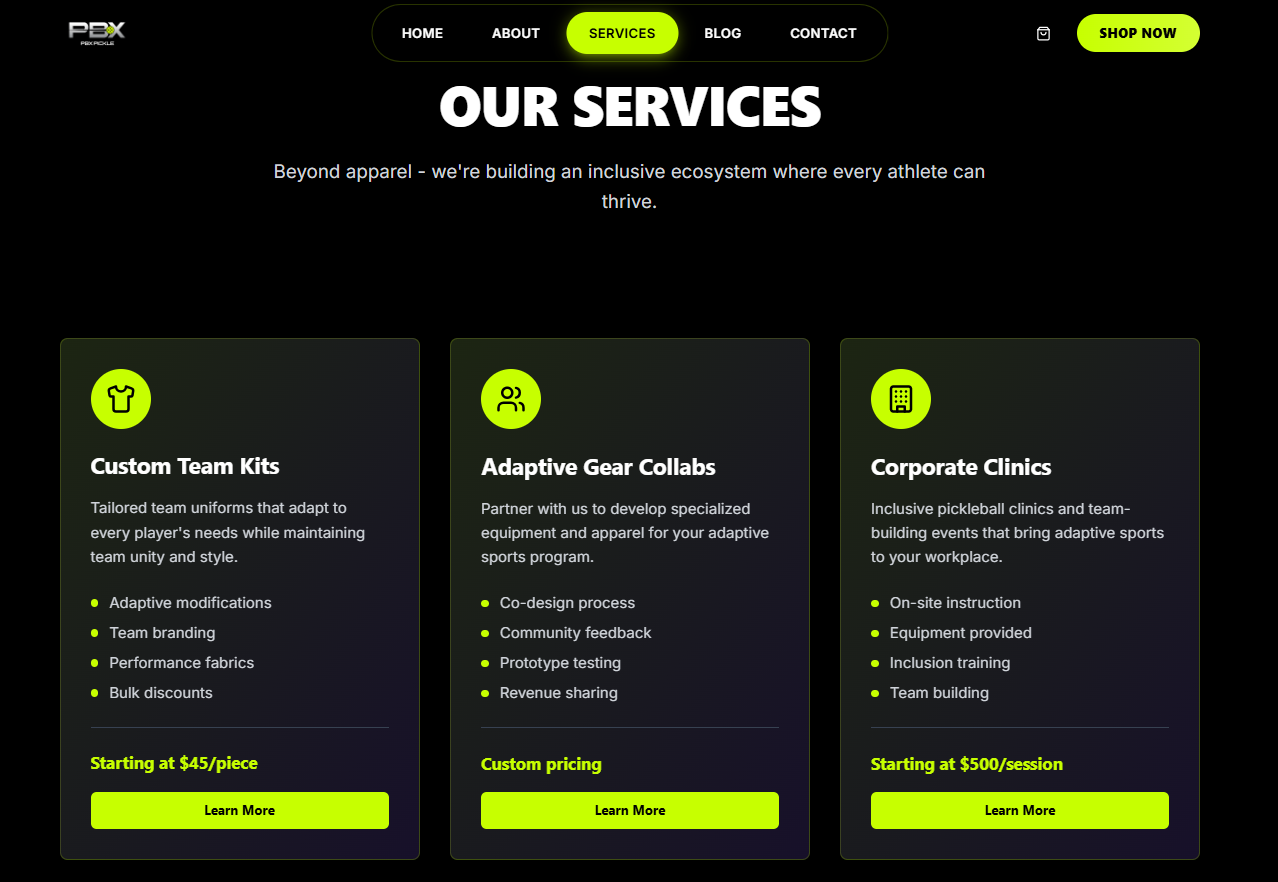 PBX
PBX PICKLE
HOME ABOUT SERVICES BLOG CONTACT
SHOP NOW
OUR SERVICES
Beyond apparel - we're building an inclusive ecosystem where every athlete can
thrive.
Custom Team Kits
Tailored team uniforms that adapt to
every player's needs while maintaining
team unity and style.
Adaptive modifications
Team branding
Performance fabrics
Bulk discounts
Starting at $45/piece
Learn More
Adaptive Gear Collabs
Partner with us to develop specialized
equipment and apparel for your adaptive
sports program.
Co-design process
Community feedback
Prototype testing
Revenue sharing
Custom pricing
Learn More
Corporate Clinics
Inclusive pickleball clinics and team-
building events that bring adaptive sports
to your workplace.
On-site instruction
Equipment provided
Inclusion training
Team building
Starting at $500/session
Learn More